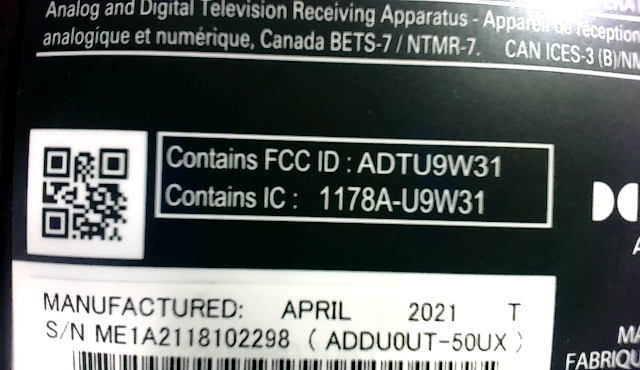 Analog and Digital Television Receiving Apparatus - Appareil de réception
analogique et numérique, Canada BETS-7 / NTMR-7. CAN ICES-3 (B)/NM
Contains FCC ID : ADTU9W31
Contains IC : 1178A-U9W31
MANUFACTURED: APRIL 2021 T
S/N ME1A2118102298 ( ADDU0UT-50UX )
FABRIQU